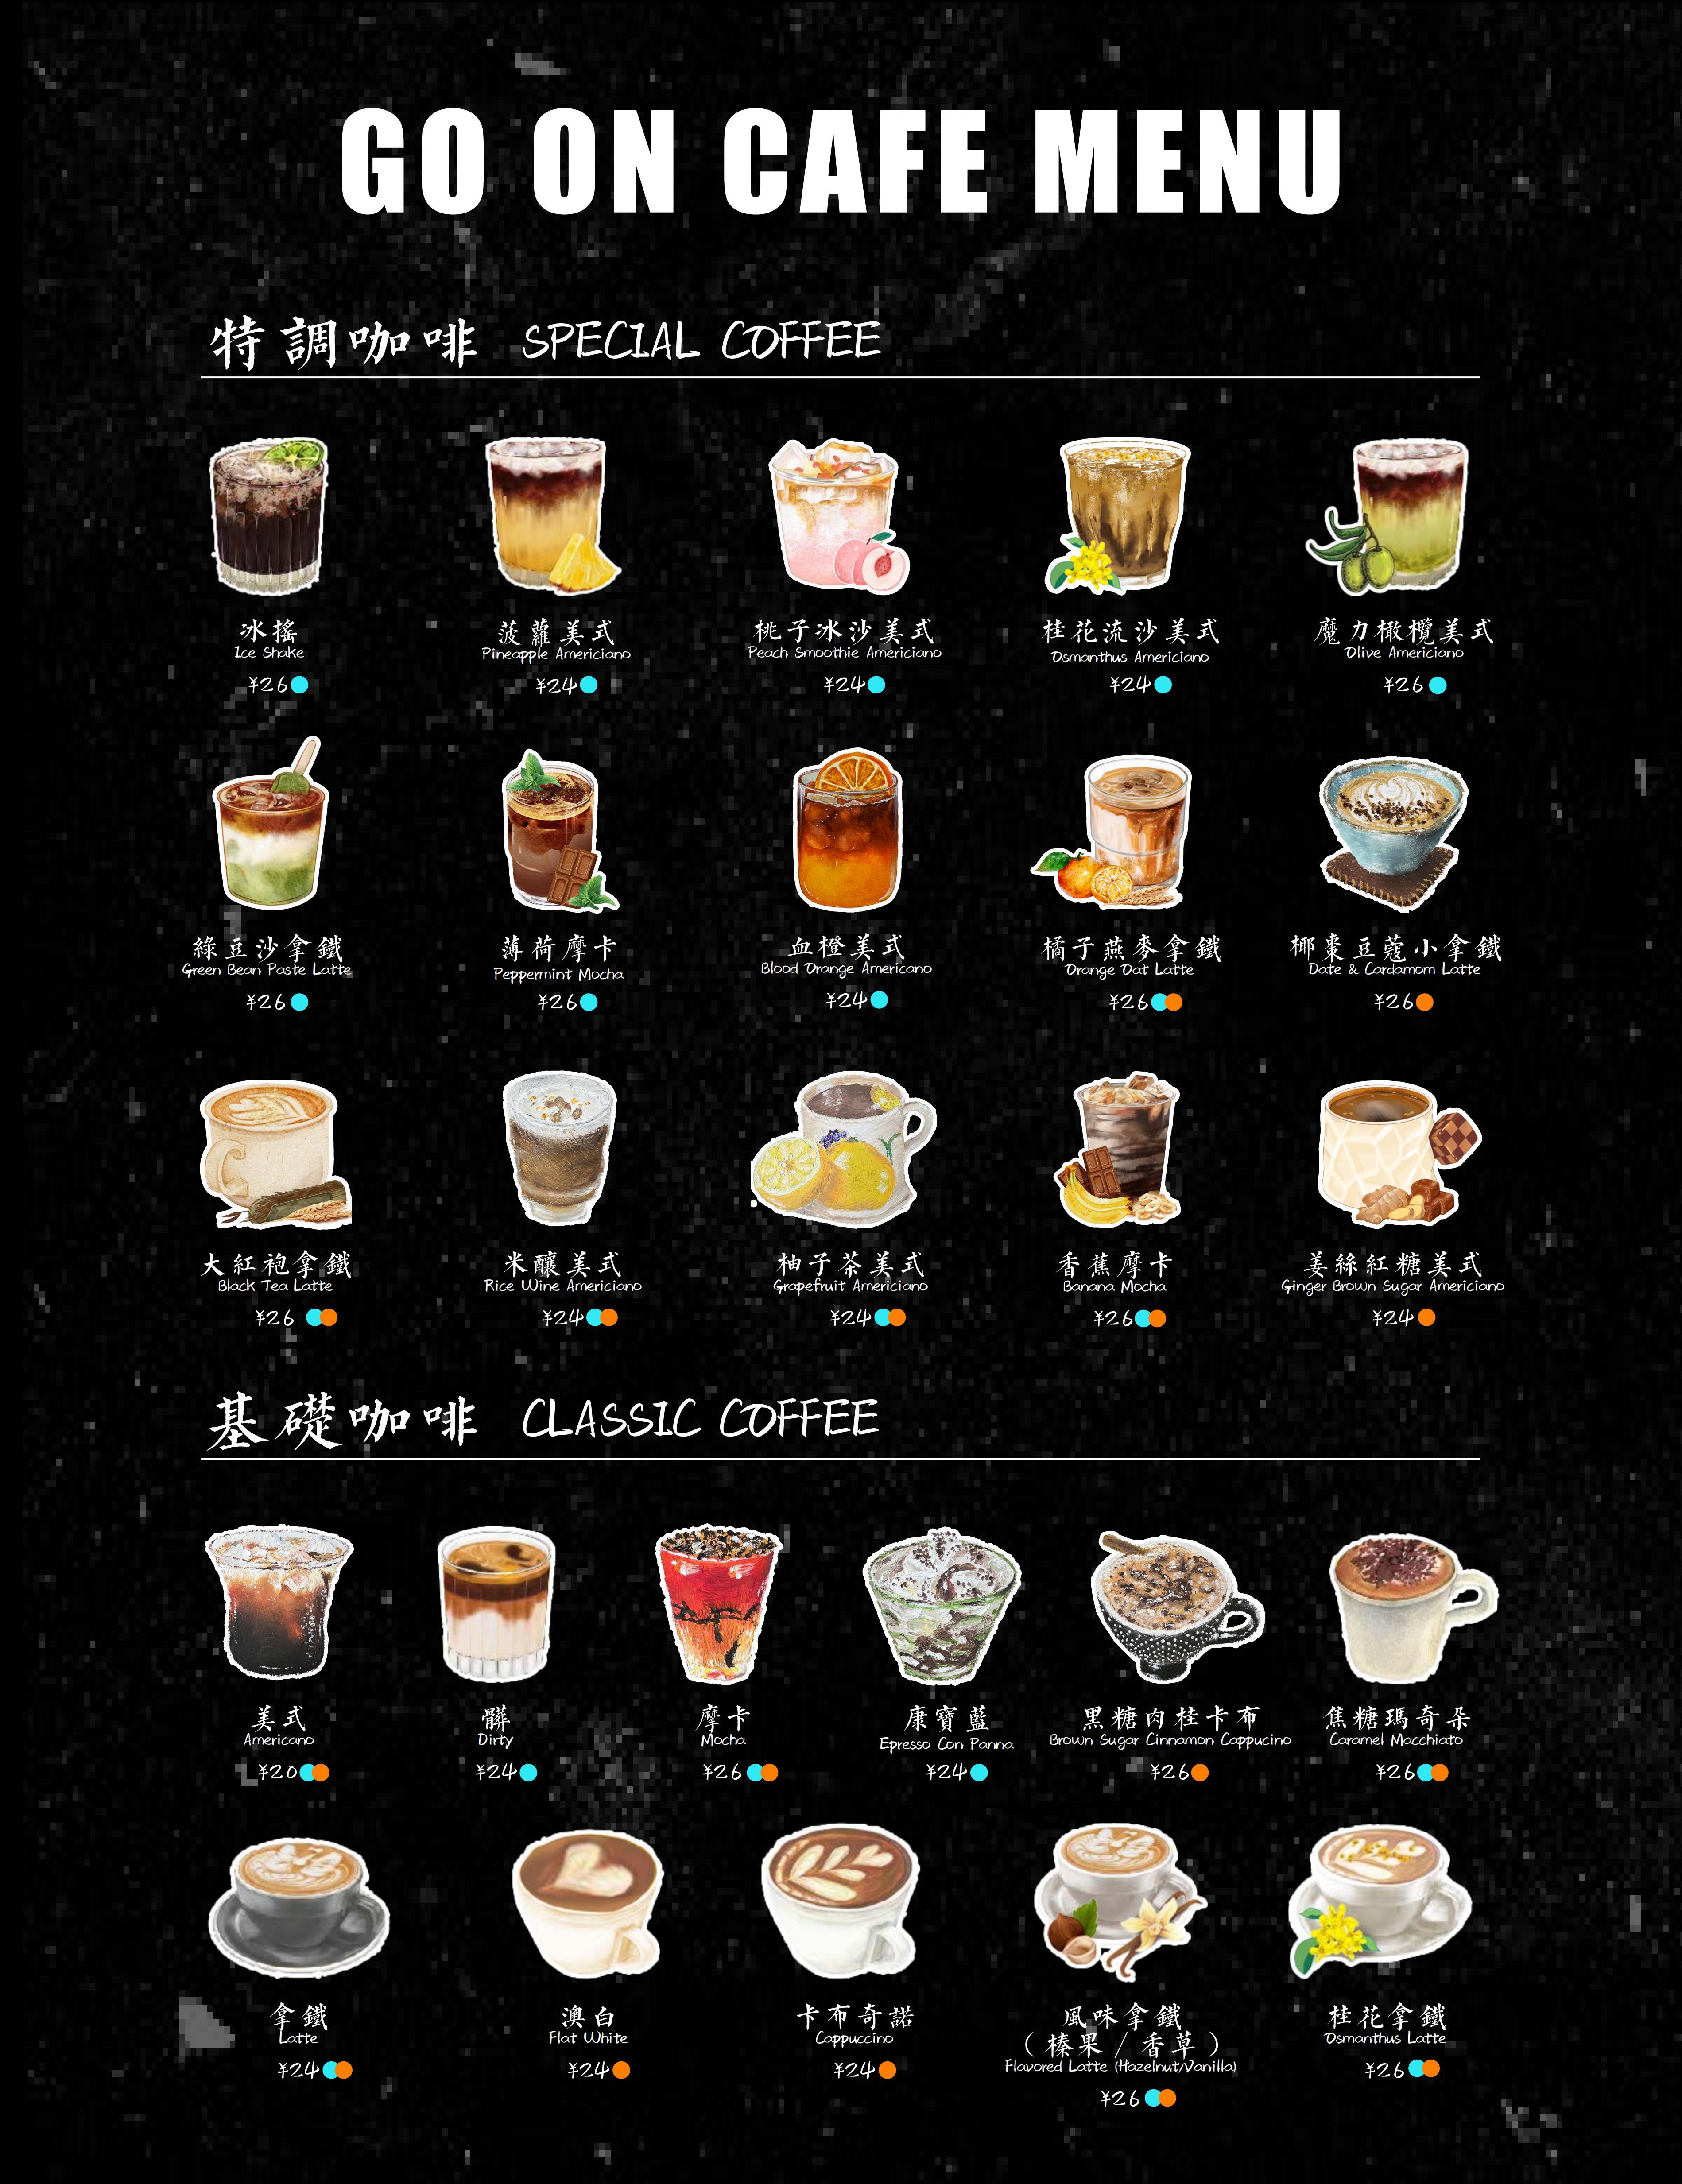 GO ON CAFE MENU
特調咖啡 SPECIAL COFFEE
冰搖
Ice Shake
¥26
菠蘿美式
Pineapple Americiano
¥24
桃子冰沙美式
Peach Smoothie Americiano
¥24
桂花流沙美式
Osmanthus Americiano
¥24
魔力橄欖美式
Olive Americiano
¥26
綠豆沙拿鐵
Green Bean Paste Latte
¥26
薄荷摩卡
Peppermint Mocha
¥26
血橙美式
Blood Orange Americano
¥24
橘子燕麥拿鐵
Orange Oat Latte
¥26
椰棗豆蔻小拿鐵
Date & Cardamom Latte
¥26
大紅袍拿鐵
Black Tea Latte
¥26
米釀美式
Rice Wine Americiano
¥24
柚子茶美式
Grapefruit Americiano
¥24
香蕉摩卡
Banana Mocha
¥26
姜絲紅糖美式
Ginger Brown Sugar Americiano
¥24
基礎咖啡 CLASSIC COFFEE
美式
Americano
¥20
髒
Dirty
¥24
摩卡
Mocha
¥26
康寶藍
Epresso Con Panna
¥24
黑糖肉桂卡布
Brown Sugar Cinnamon Cappucino
¥26
焦糖瑪奇朵
Caramel Macchiato
¥26
拿鐵
Latte
¥24
澳白
Flat White
¥24
卡布奇諾
Cappuccino
¥24
風味拿鐵
（榛果/香草）
Flavored Latte (Hazelnut/Vanilla)
¥26
桂花拿鐵
Osmanthus Latte
¥26